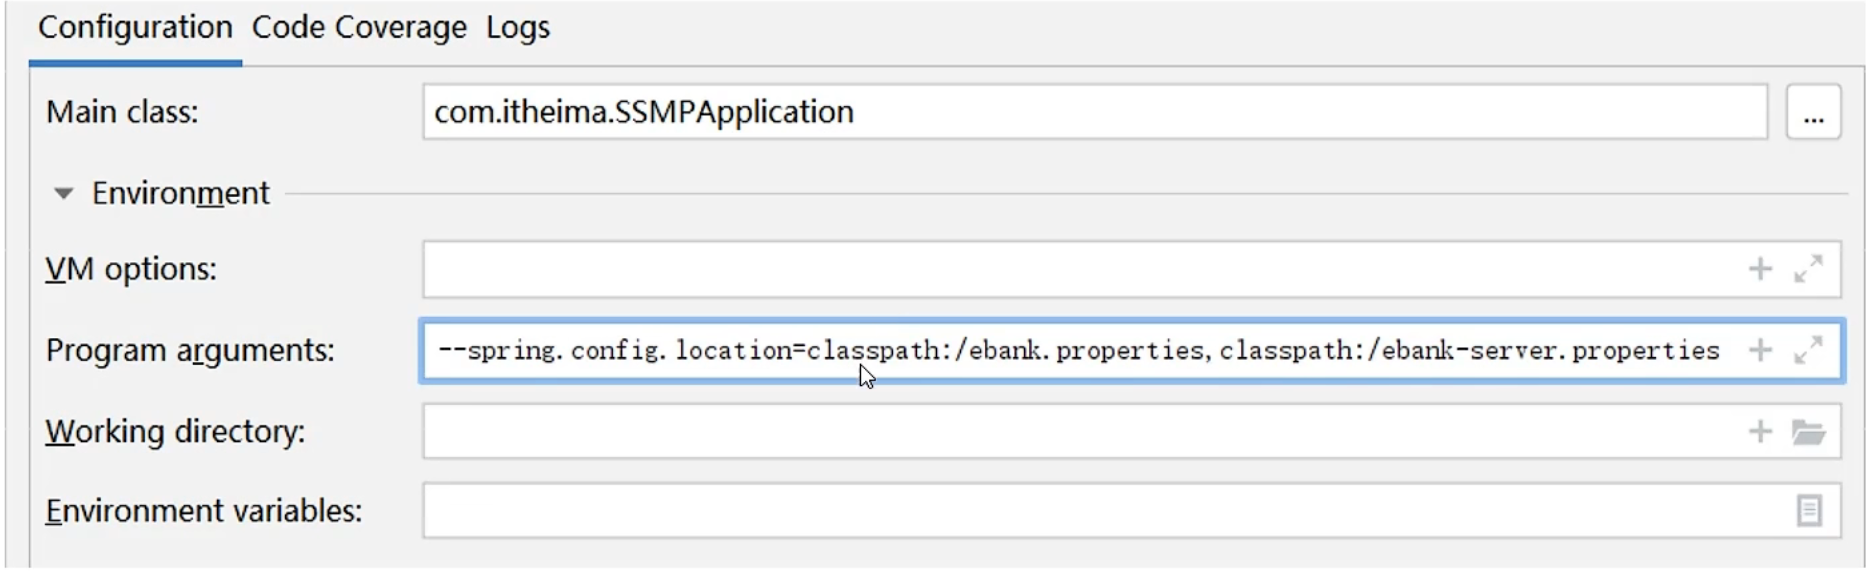 Configuration Code Coverage Logs
Main class: com.itheima.SSMPApplication ...
Environment
VM options:
Program arguments: --spring.config.location=classpath:/ebank.properties,classpath:/ebank-server.properties
Working directory:
Environment variables: